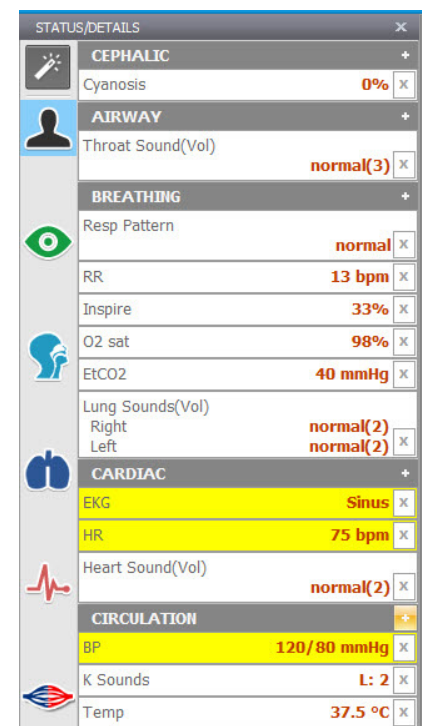 STATUS/DETAILS x
CEPHALIC +
Cyanosis 0% x
AIRWAY +
Throat Sound(Vol)
normal(3) x
BREATHING +
Resp Pattern
normal x
RR 13 bpm x
Inspire 33% x
O2 sat 98% x
EtCO2 40 mmHg x
Lung Sounds(Vol)
Right normal(2)
Left normal(2) x
CARDIAC +
EKG Sinus x
HR 75 bpm x
Heart Sound(Vol)
normal(2) x
CIRCULATION +
BP 120/80 mmHg x
K Sounds L: 2 x
Temp 37.5 °C x